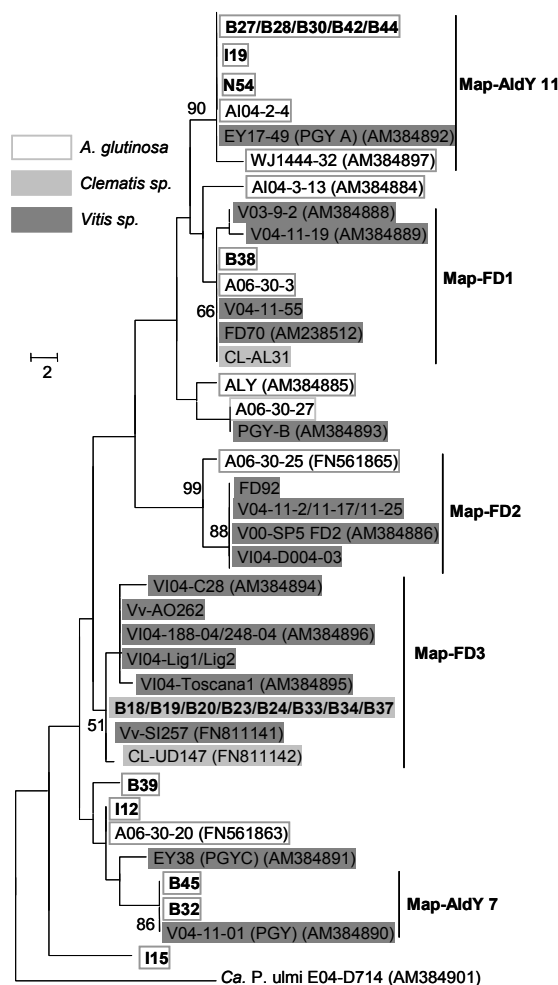 B27/B28/B30/B42/B44
I19
N54
AI04-2-4
EY17-49 (PGY A) (AM384892)
WJ1444-32 (AM384897)
Map-AldY 11
90
A. glutinosa
Clematis sp.
Vitis sp.
AI04-3-13 (AM384884)
V03-9-2 (AM384888)
V04-11-19 (AM384889)
B38
A06-30-3
V04-11-55
FD70 (AM238512)
CL-AL31
Map-FD1
66
2
ALY (AM384885)
A06-30-27
PGY-B (AM384893)
A06-30-25 (FN561865)
FD92
V04-11-2/11-17/11-25
V00-SP5 FD2 (AM384886)
VI04-D004-03
Map-FD2
99
88
VI04-C28 (AM384894)
Vv-AO262
VI04-188-04/248-04 (AM384896)
VI04-Lig1/Lig2
VI04-Toscana1 (AM384895)
B18/B19/B20/B23/B24/B33/B34/B37
Vv-SI257 (FN811141)
CL-UD147 (FN811142)
Map-FD3
51
B39
I12
A06-30-20 (FN561863)
EY38 (PGYC) (AM384891)
B45
B32
V04-11-01 (PGY) (AM384890)
Map-AldY 7
86
I15
Ca. P. ulmi E04-D714 (AM384901)